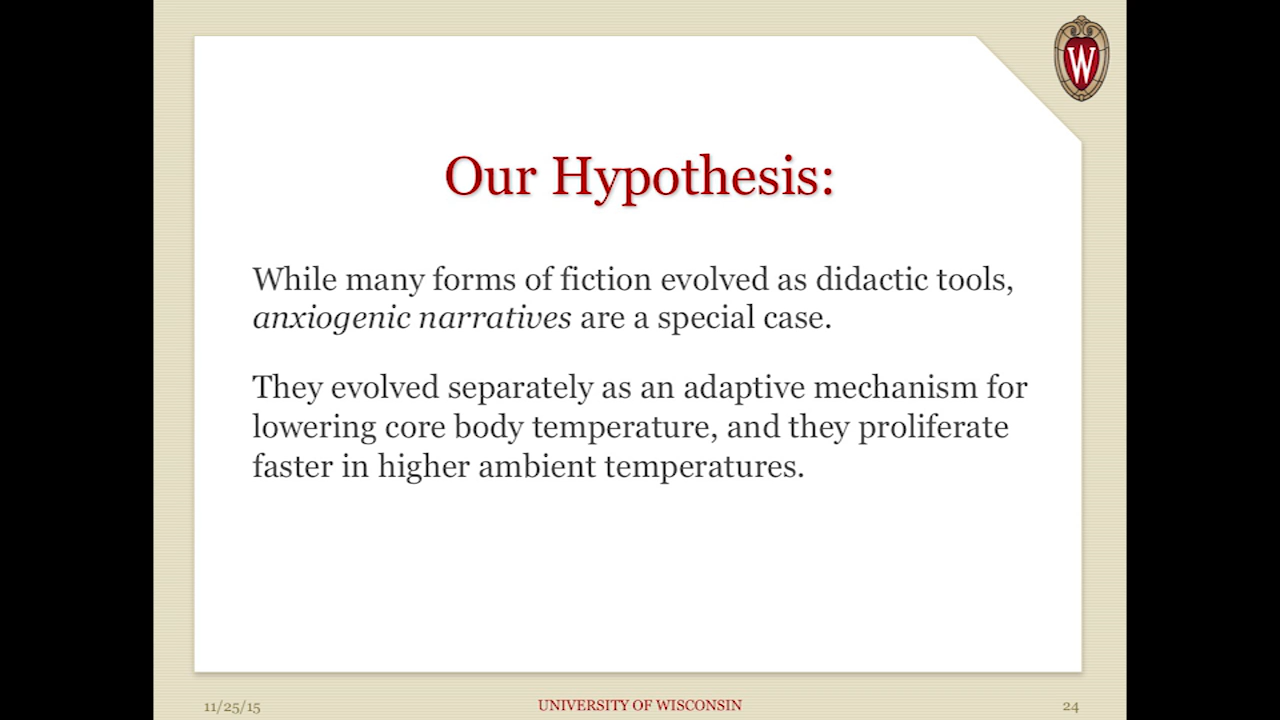 W
Our Hypothesis:
While many forms of fiction evolved as didactic tools,
anxiogenic narratives are a special case.
They evolved separately as an adaptive mechanism for
lowering core body temperature, and they proliferate
faster in higher ambient temperatures.
11/25/15
UNIVERSITY OF WISCONSIN
24